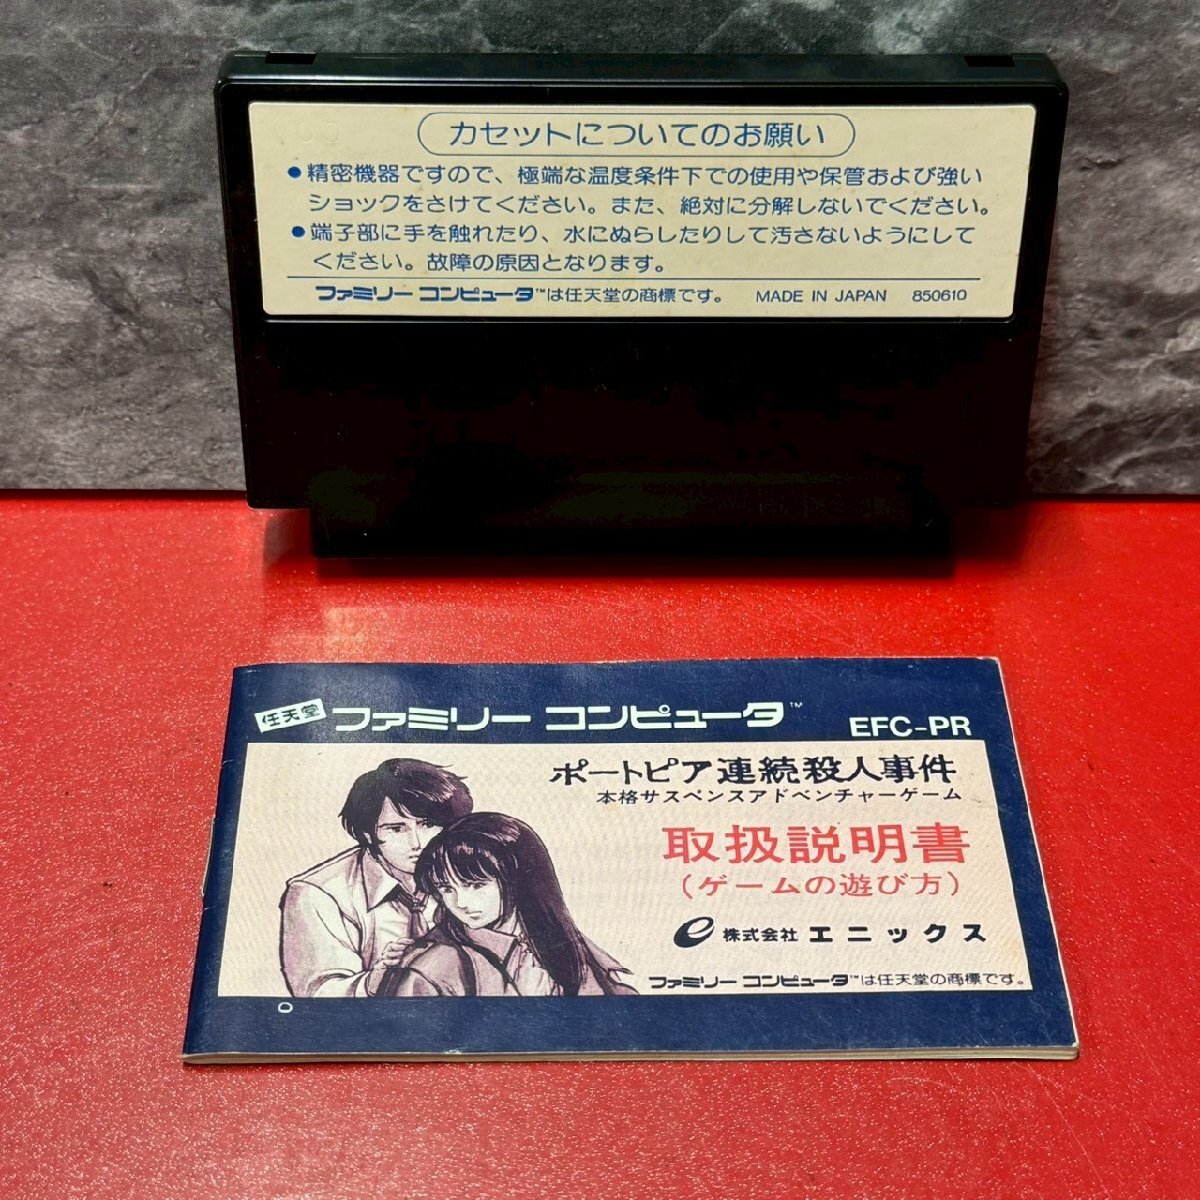 カセットについてのお願い
●精密機器ですので、極端な温度条件下での使用や保管および強い
ショックをさけてください。また、絶対に分解しないでください。
●端子部に手を触れたり、水にぬらしたりして汚さないようにして
ください。故障の原因となります。
ファミリー コンピュータ™は任天堂の商標です。 MADE IN JAPAN 850610
任天堂 ファミリー コンピュータ™ EFC-PR
ポートピア連続殺人事件
本格サスペンスアドベンチャーゲーム
取扱説明書
(ゲームの遊び方)
e 株式会社 エニックス
ファミリー コンピュータ™は任天堂の商標です。
D